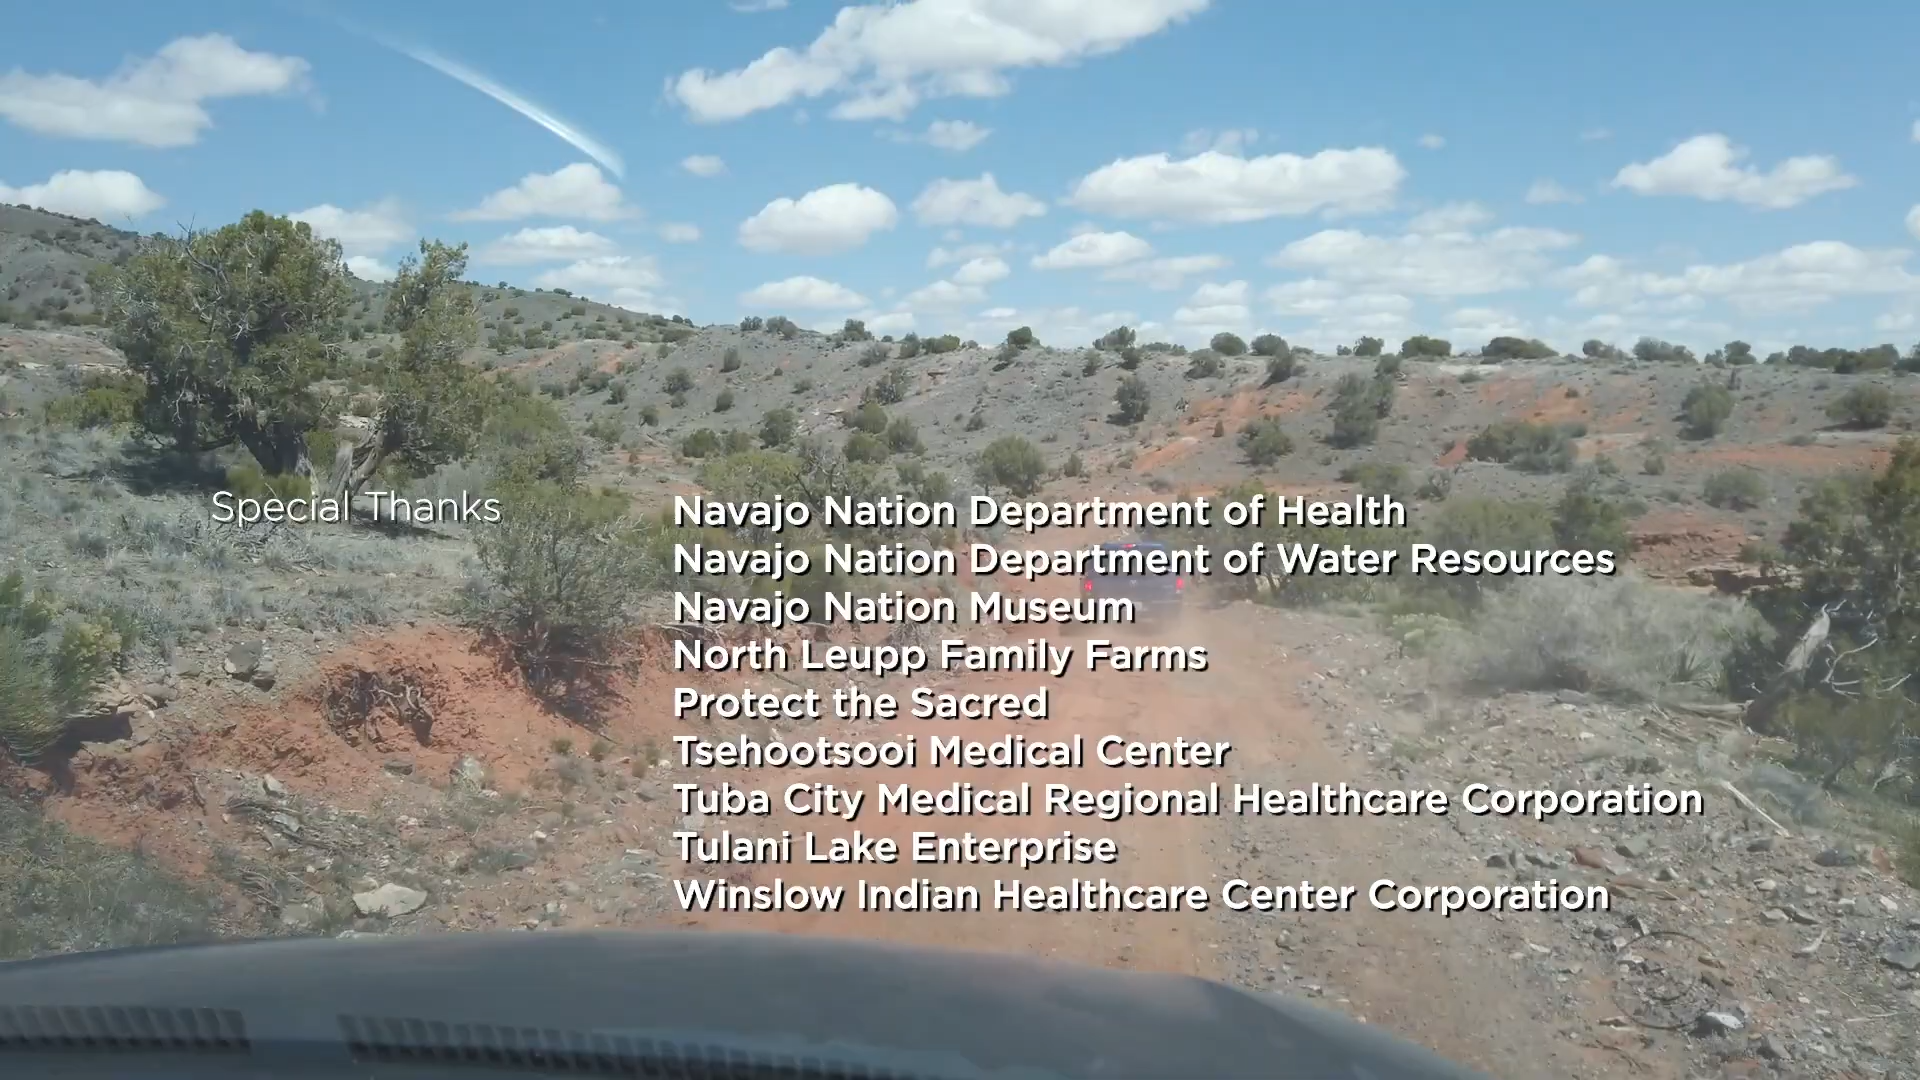 Special Thanks
Navajo Nation Department of Health
Navajo Nation Department of Water Resources
Navajo Nation Museum
North Leupp Family Farms
Protect the Sacred
Tsehootsooi Medical Center
Tuba City Medical Regional Healthcare Corporation
Tulani Lake Enterprise
Winslow Indian Healthcare Center Corporation